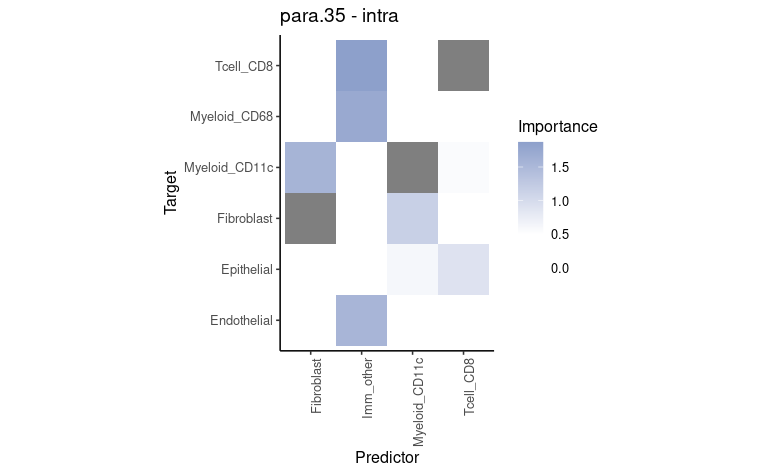 para.35 - intra
Target
Tcell_CD8
Myeloid_CD68
Myeloid_CD11c
Fibroblast
Epithelial
Endothelial
Fibroblast
Imm_other
Myeloid_CD11c
Tcell_CD8
Predictor
Importance
1.5
1.0
0.5
0.0